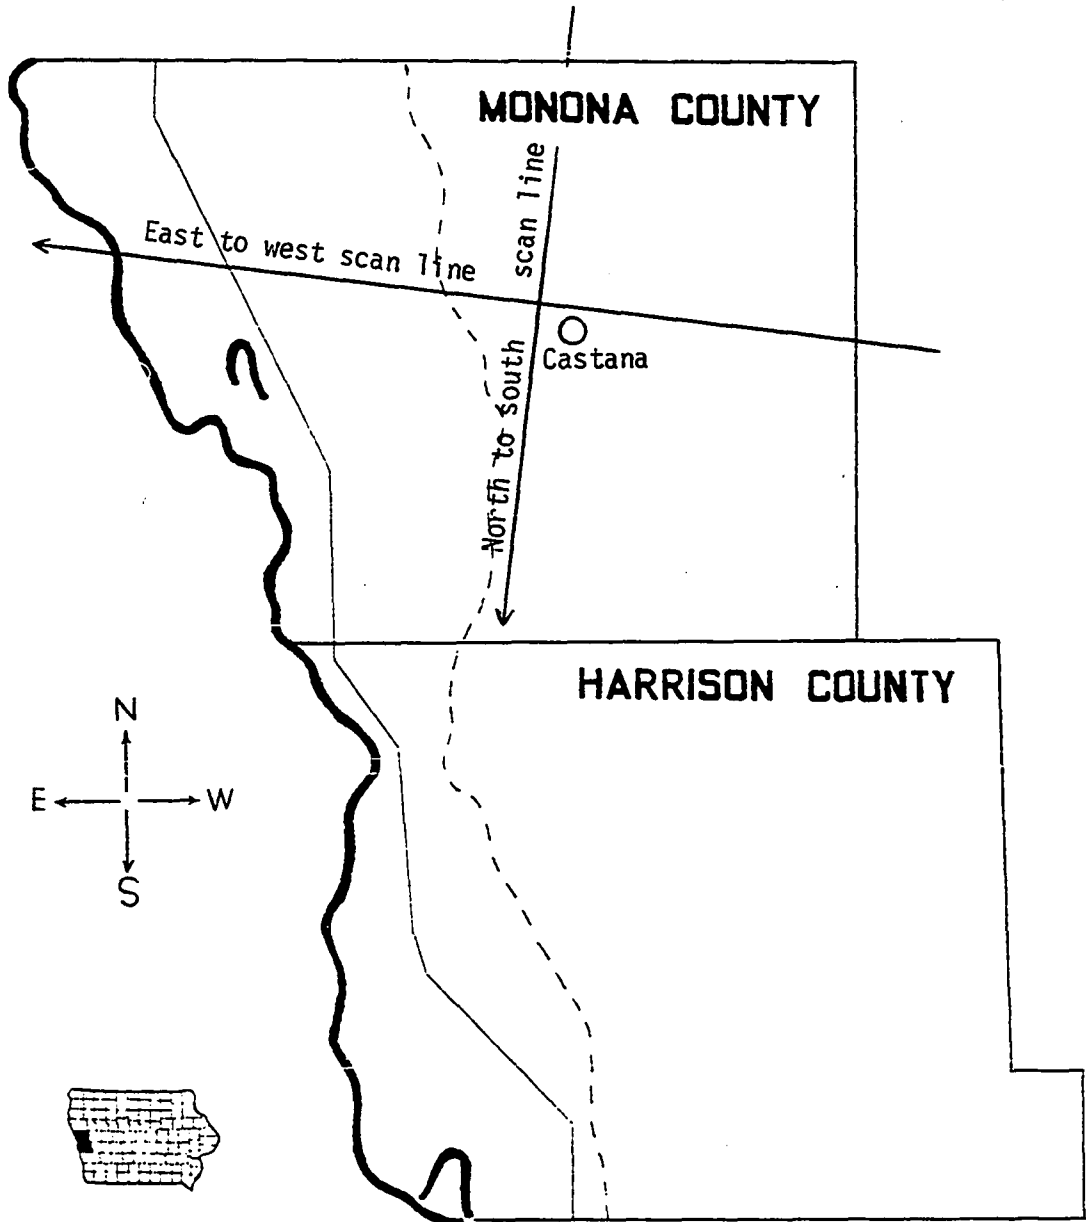 MONONA COUNTY
East to west scan line
North to south scan line
Castana
HARRISON COUNTY
N
E W
S